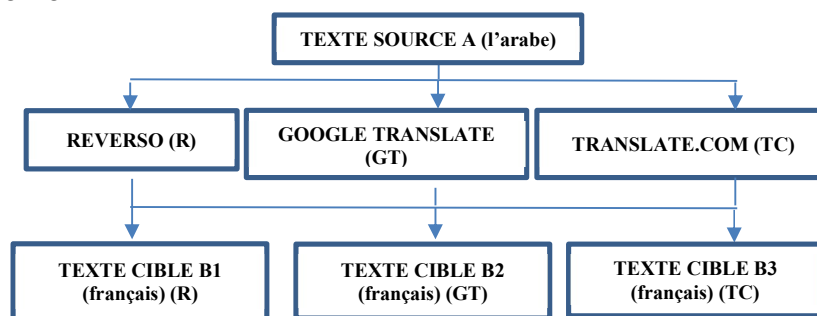 TEXTE SOURCE A (l’arabe)
REVERSO (R)
GOOGLE TRANSLATE
(GT)
TRANSLATE.COM (TC)
TEXTE CIBLE B1
(français) (R)
TEXTE CIBLE B2
(français) (GT)
TEXTE CIBLE B3
(français) (TC)